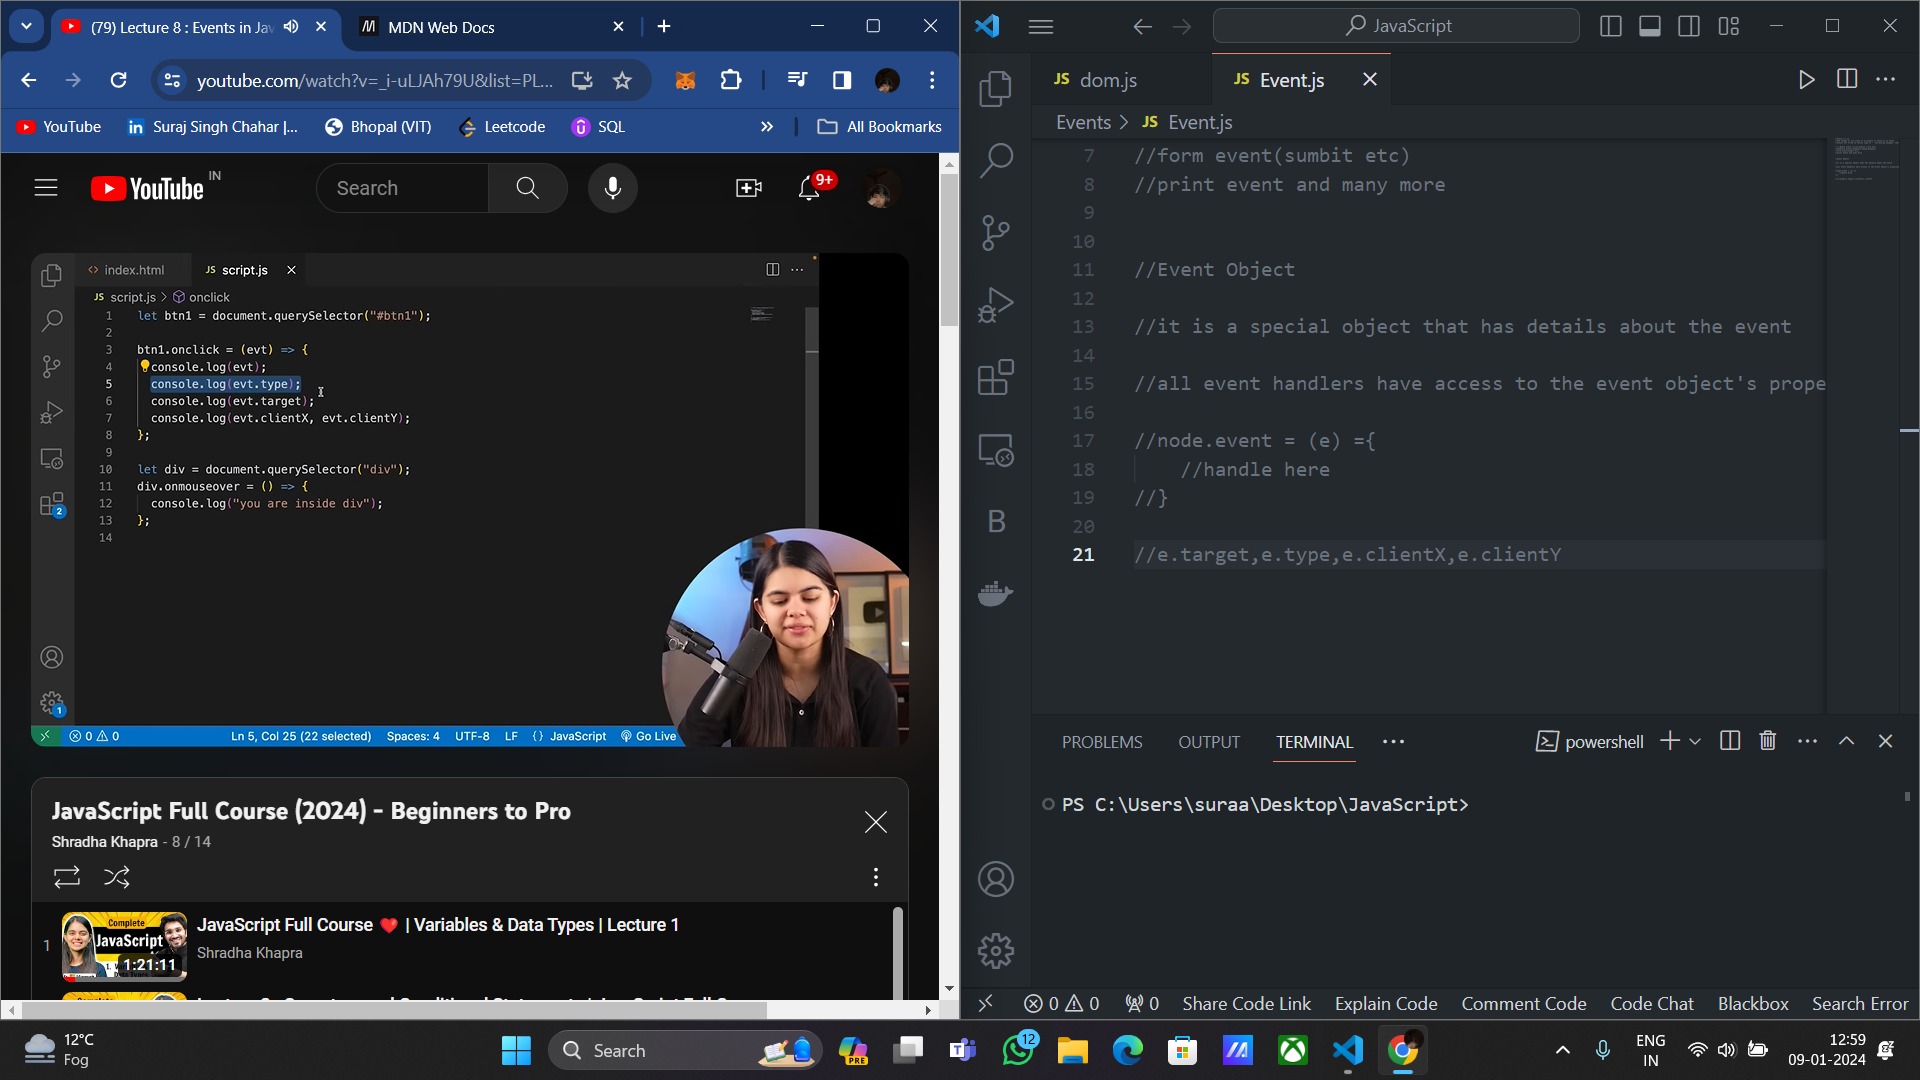 (79) Lecture 8 : Events in Jav
MDN Web Docs
youtube.com/watch?v=_i-uLJAh79U&list=PL...
YouTube
Suraj Singh Chahar |...
Bhopal (VIT)
Leetcode
SQL
All Bookmarks
YouTube IN
Search
9+
index.html
JS script.js
JS script.js > onclick
1 let btn1 = document.querySelector("#btn1");
2
3 btn1.onclick = (evt) => {
4 console.log(evt);
5 console.log(evt.type);
6 console.log(evt.target);
7 console.log(evt.clientX, evt.clientY);
8 };
9
10 let div = document.querySelector("div");
11 div.onmouseover = () => {
12 console.log("you are inside div");
13 };
14
2
1
0 0
Ln 5, Col 25 (22 selected)
Spaces: 4
UTF-8
LF
{} JavaScript
Go Live
JavaScript Full Course (2024) - Beginners to Pro
Shradha Khapra - 8 / 14
1
Complete
JavaScript
1:21:11
JavaScript Full Course ❤️ | Variables & Data Types | Lecture 1
Shradha Khapra
JavaScript
JS dom.js
JS Event.js
Events > JS Event.js
7 //form event(sumbit etc)
8 //print event and many more
9
10
11 //Event Object
12
13 //it is a special object that has details about the event
14
15 //all event handlers have access to the event object's prope
16
17 //node.event = (e) ={
18 //handle here
19 //}
20
21 //e.target,e.type,e.clientX,e.clientY
B
PROBLEMS
OUTPUT
TERMINAL
powershell
PS C:\Users\suraa\Desktop\JavaScript>
0 0
0
Share Code Link
Explain Code
Comment Code
Code Chat
Blackbox
Search Error
12°C
Fog
Search
PRE
12
ENG
IN
12:59
09-01-2024